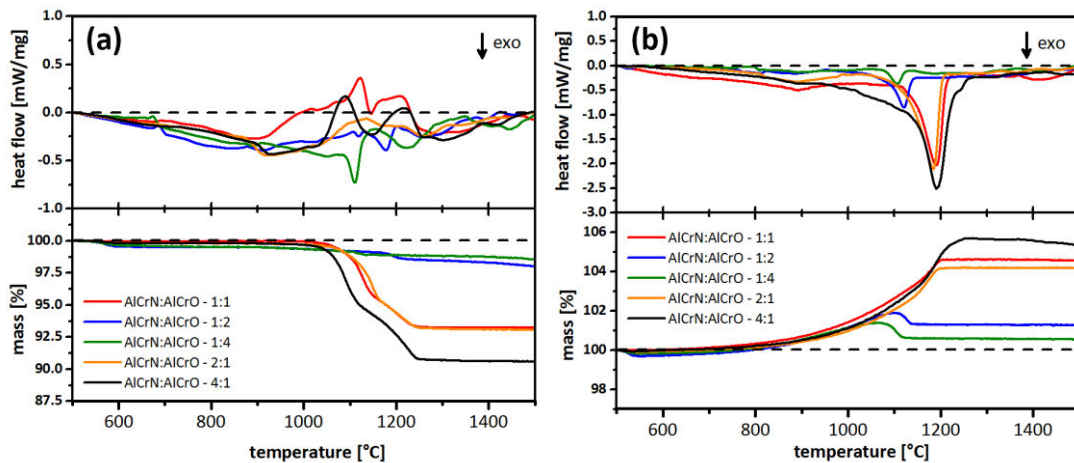 (a)
exo
heat flow [mW/mg]
1.0
0.5
0.0
-0.5
-1.0
mass [%]
100.0
97.5
95.0
92.5
90.0
87.5
AlCrN:AlCrO - 1:1
AlCrN:AlCrO - 1:2
AlCrN:AlCrO - 1:4
AlCrN:AlCrO - 2:1
AlCrN:AlCrO - 4:1
600 800 1000 1200 1400
temperature [°C]
(b)
exo
heat flow [mW/mg]
1.0
0.5
0.0
-0.5
-1.0
-1.5
-2.0
-2.5
-3.0
mass [%]
106
104
102
100
98
AlCrN:AlCrO - 1:1
AlCrN:AlCrO - 1:2
AlCrN:AlCrO - 1:4
AlCrN:AlCrO - 2:1
AlCrN:AlCrO - 4:1
600 800 1000 1200 1400
temperature [°C]